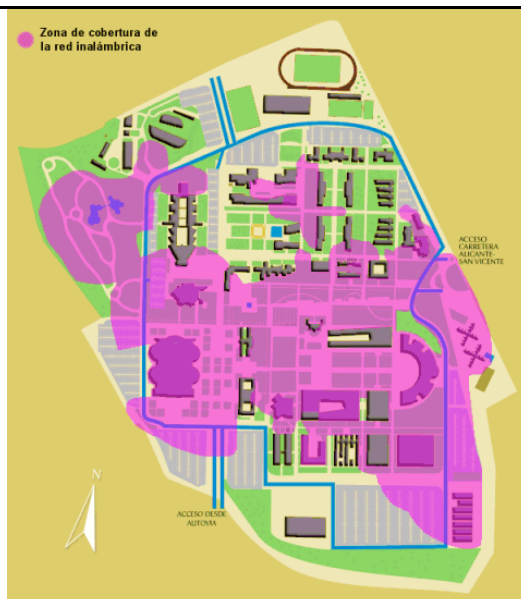 Zona de cobertura de
la red inalámbrica
ACCESO
CARRETERA
ALICANTE-
SAN VICENTE
N
ACCESO DESDE
AUTOVIA